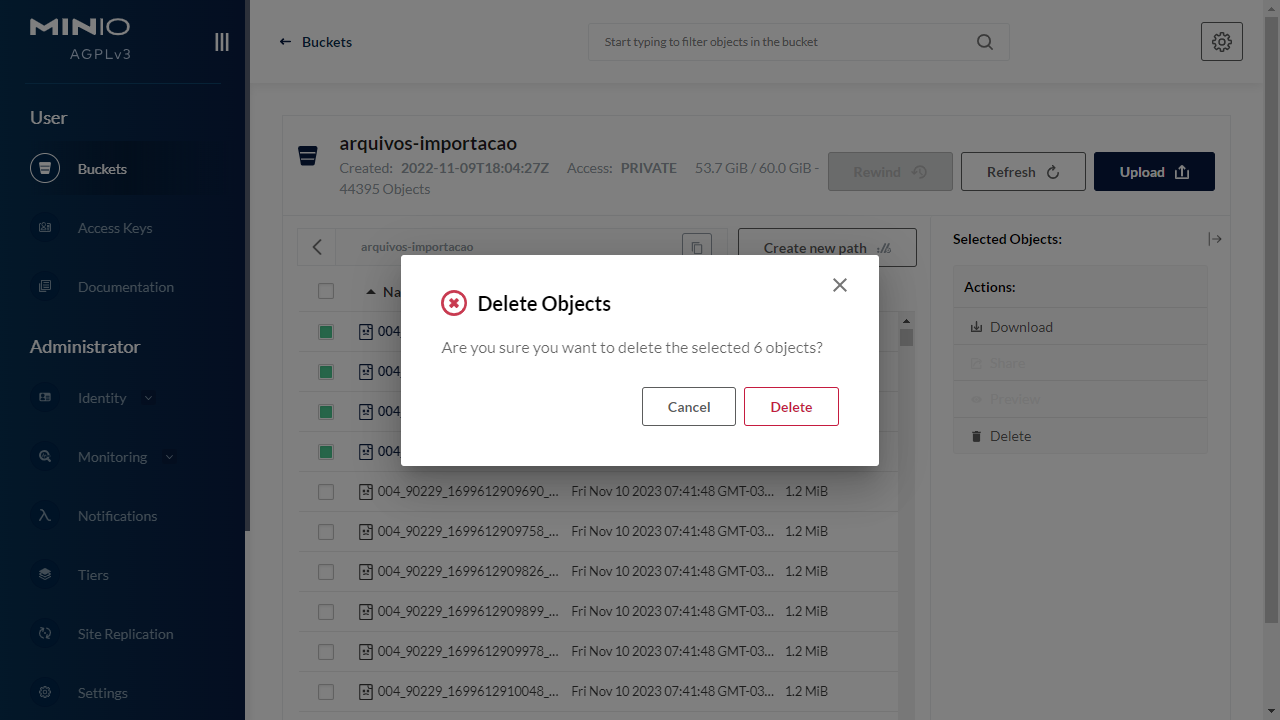 MINIO
AGPLv3
User
Buckets
Access Keys
Documentation
Administrator
Identity
Monitoring
Notifications
Tiers
Site Replication
Settings
Buckets
Start typing to filter objects in the bucket
arquivos-importacao
Created: 2022-11-09T18:04:27Z Access: PRIVATE 53.7 GiB / 60.0 GiB -
44395 Objects
Rewind
Refresh
Upload
arquivos-importacao
Create new path
Selected Objects:
Actions:
Download
Share
Preview
Delete
Delete Objects
Are you sure you want to delete the selected 6 objects?
Cancel
Delete
Na
004_
004_
004_
004_
004_90229_1699612909690_... Fri Nov 10 2023 07:41:48 GMT-03... 1.2 MiB
004_90229_1699612909758_... Fri Nov 10 2023 07:41:48 GMT-03... 1.2 MiB
004_90229_1699612909826_... Fri Nov 10 2023 07:41:48 GMT-03... 1.2 MiB
004_90229_1699612909899_... Fri Nov 10 2023 07:41:48 GMT-03... 1.2 MiB
004_90229_1699612909978_... Fri Nov 10 2023 07:41:48 GMT-03... 1.2 MiB
004_90229_1699612910048_... Fri Nov 10 2023 07:41:48 GMT-03... 1.2 MiB